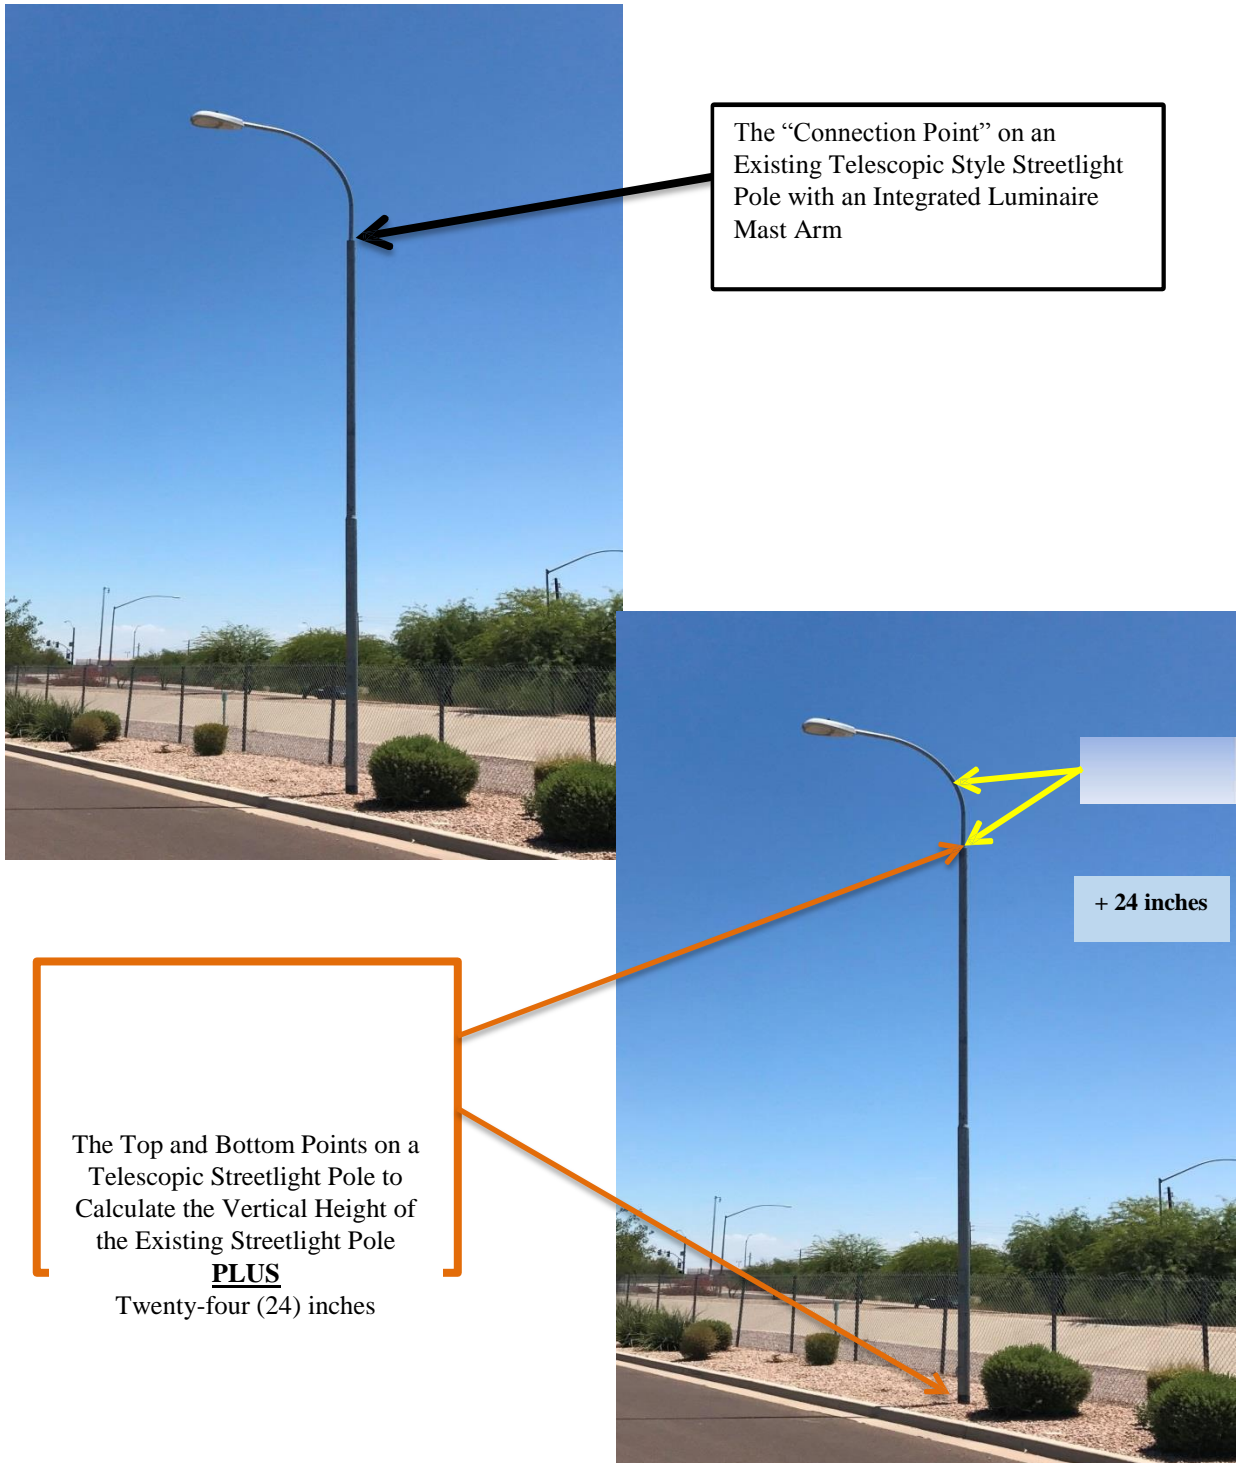 The “Connection Point” on an
Existing Telescopic Style Streetlight
Pole with an Integrated Luminaire
Mast Arm
+ 24 inches
The Top and Bottom Points on a
Telescopic Streetlight Pole to
Calculate the Vertical Height of
the Existing Streetlight Pole
PLUS
Twenty-four (24) inches